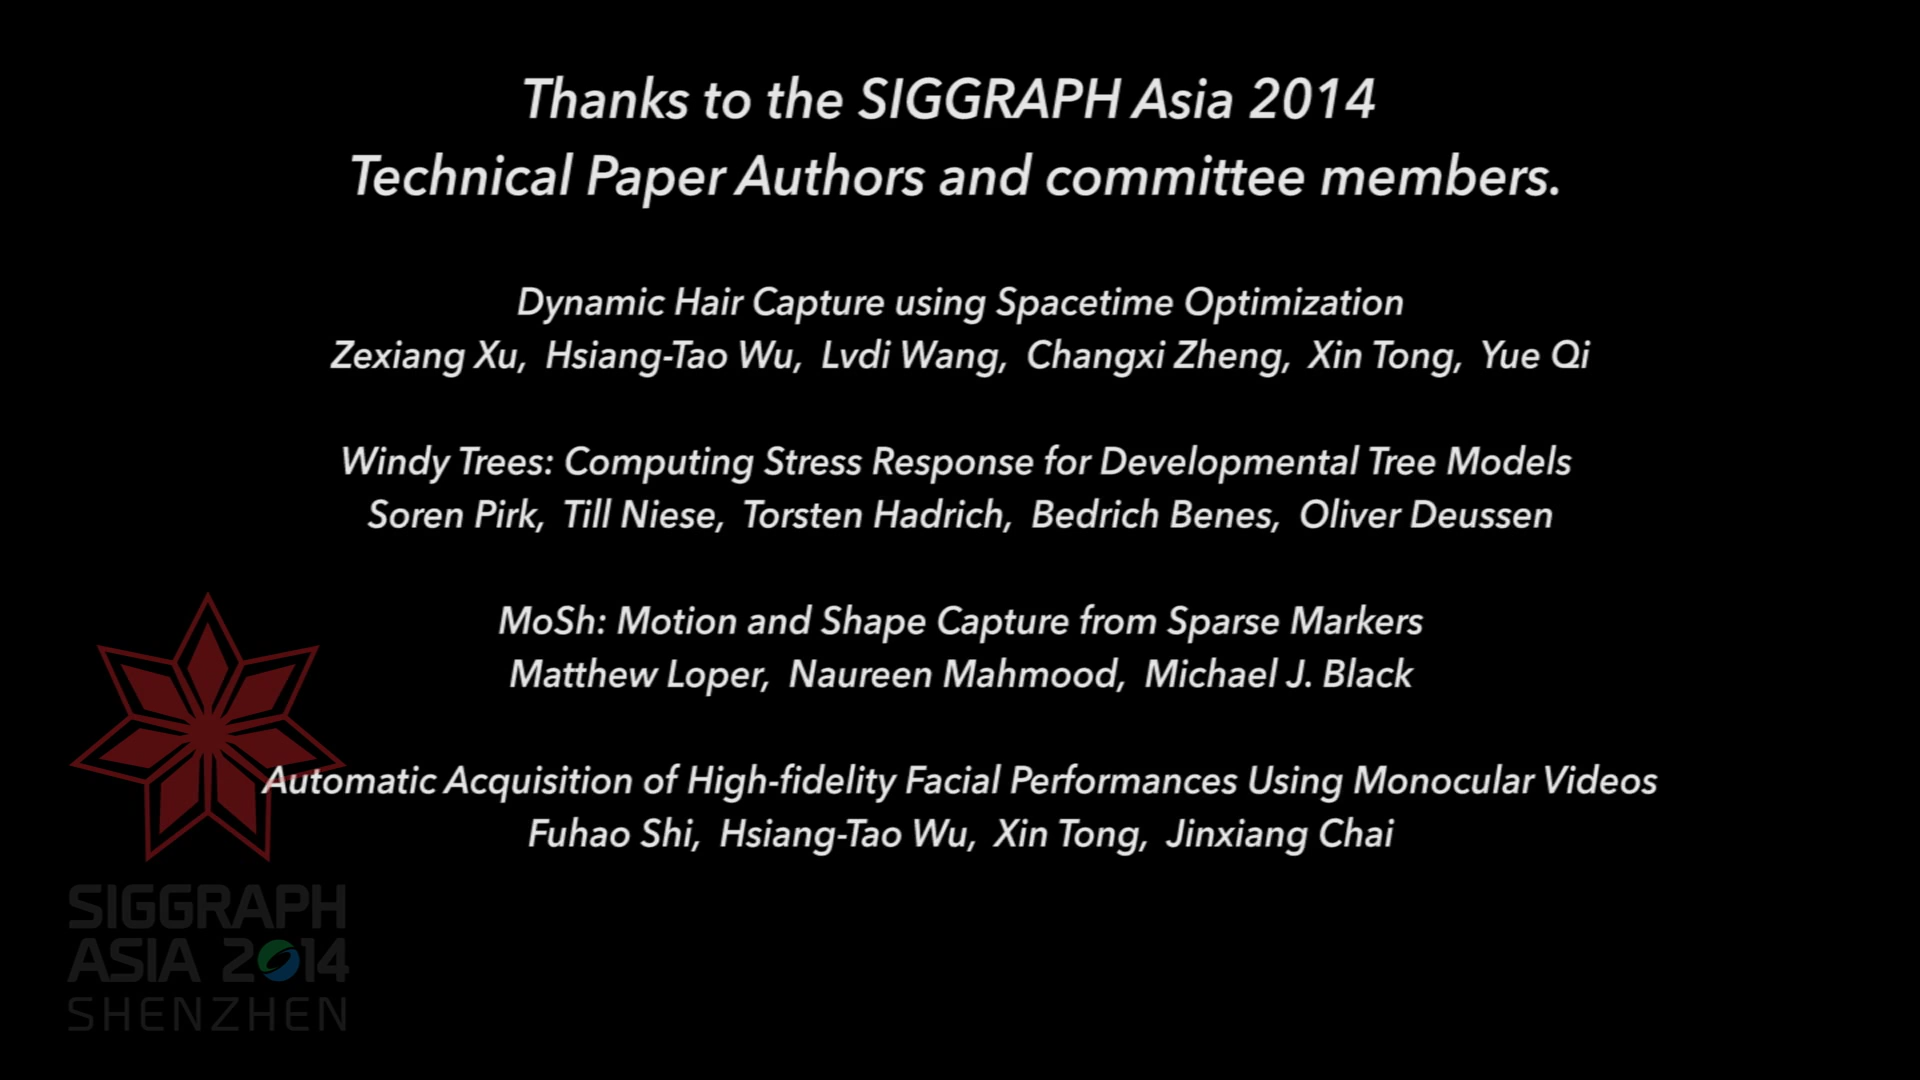 Thanks to the SIGGRAPH Asia 2014
Technical Paper Authors and committee members.
Dynamic Hair Capture using Spacetime Optimization
Zexiang Xu, Hsiang-Tao Wu, Lvdi Wang, Changxi Zheng, Xin Tong, Yue Qi
Windy Trees: Computing Stress Response for Developmental Tree Models
Soren Pirk, Till Niese, Torsten Hadrich, Bedrich Benes, Oliver Deussen
MoSh: Motion and Shape Capture from Sparse Markers
Matthew Loper, Naureen Mahmood, Michael J. Black
Automatic Acquisition of High-fidelity Facial Performances Using Monocular Videos
Fuhao Shi, Hsiang-Tao Wu, Xin Tong, Jinxiang Chai
SIGGRAPH
ASIA 2014
SHENZHEN